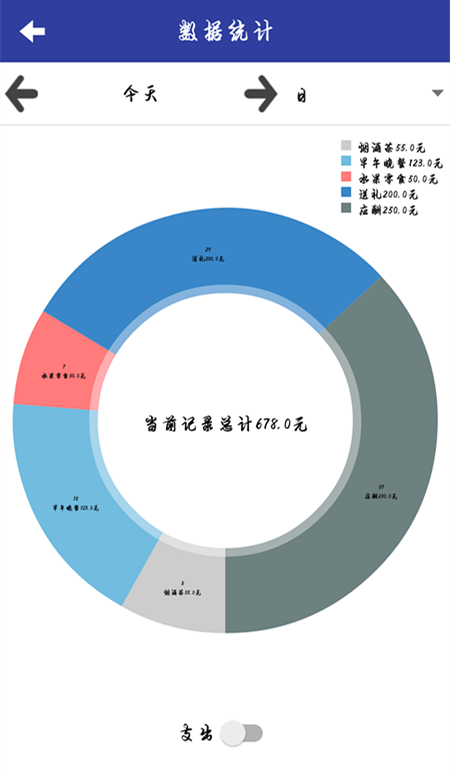 数据统计
今天
日
烟酒茶55.0元
早午晚餐123.0元
水果零食50.0元
送礼200.0元
应酬250.0元
29
送礼200.0元
7
水果零食50.0元
当前记录总计678.0元
37
应酬250.0元
18
早午晚餐123.0元
8
烟酒茶55.0元
支出